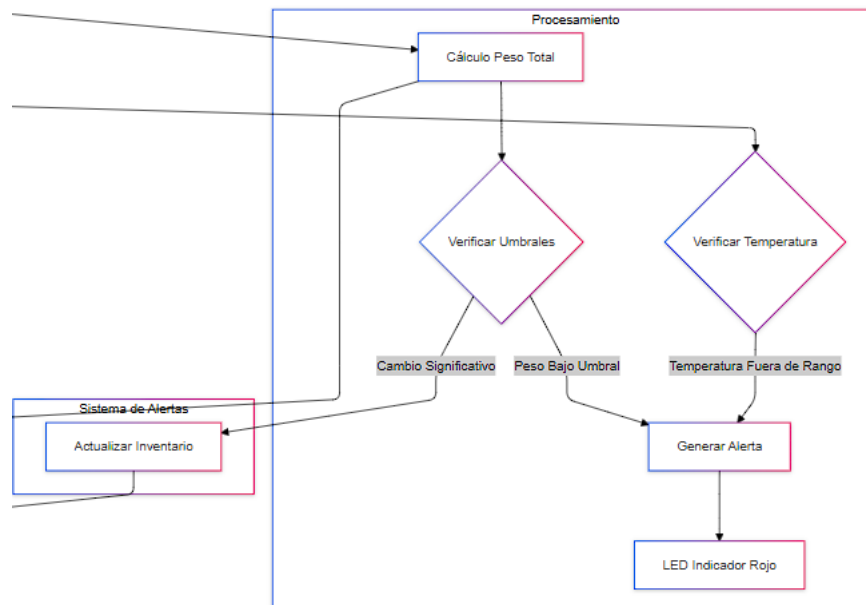 Procesamiento
Cálculo Peso Total
Verificar Umbrales
Verificar Temperatura
Cambio Significativo
Peso Bajo Umbral
Temperatura Fuera de Rango
Sistema de Alertas
Actualizar Inventario
Generar Alerta
LED Indicador Rojo